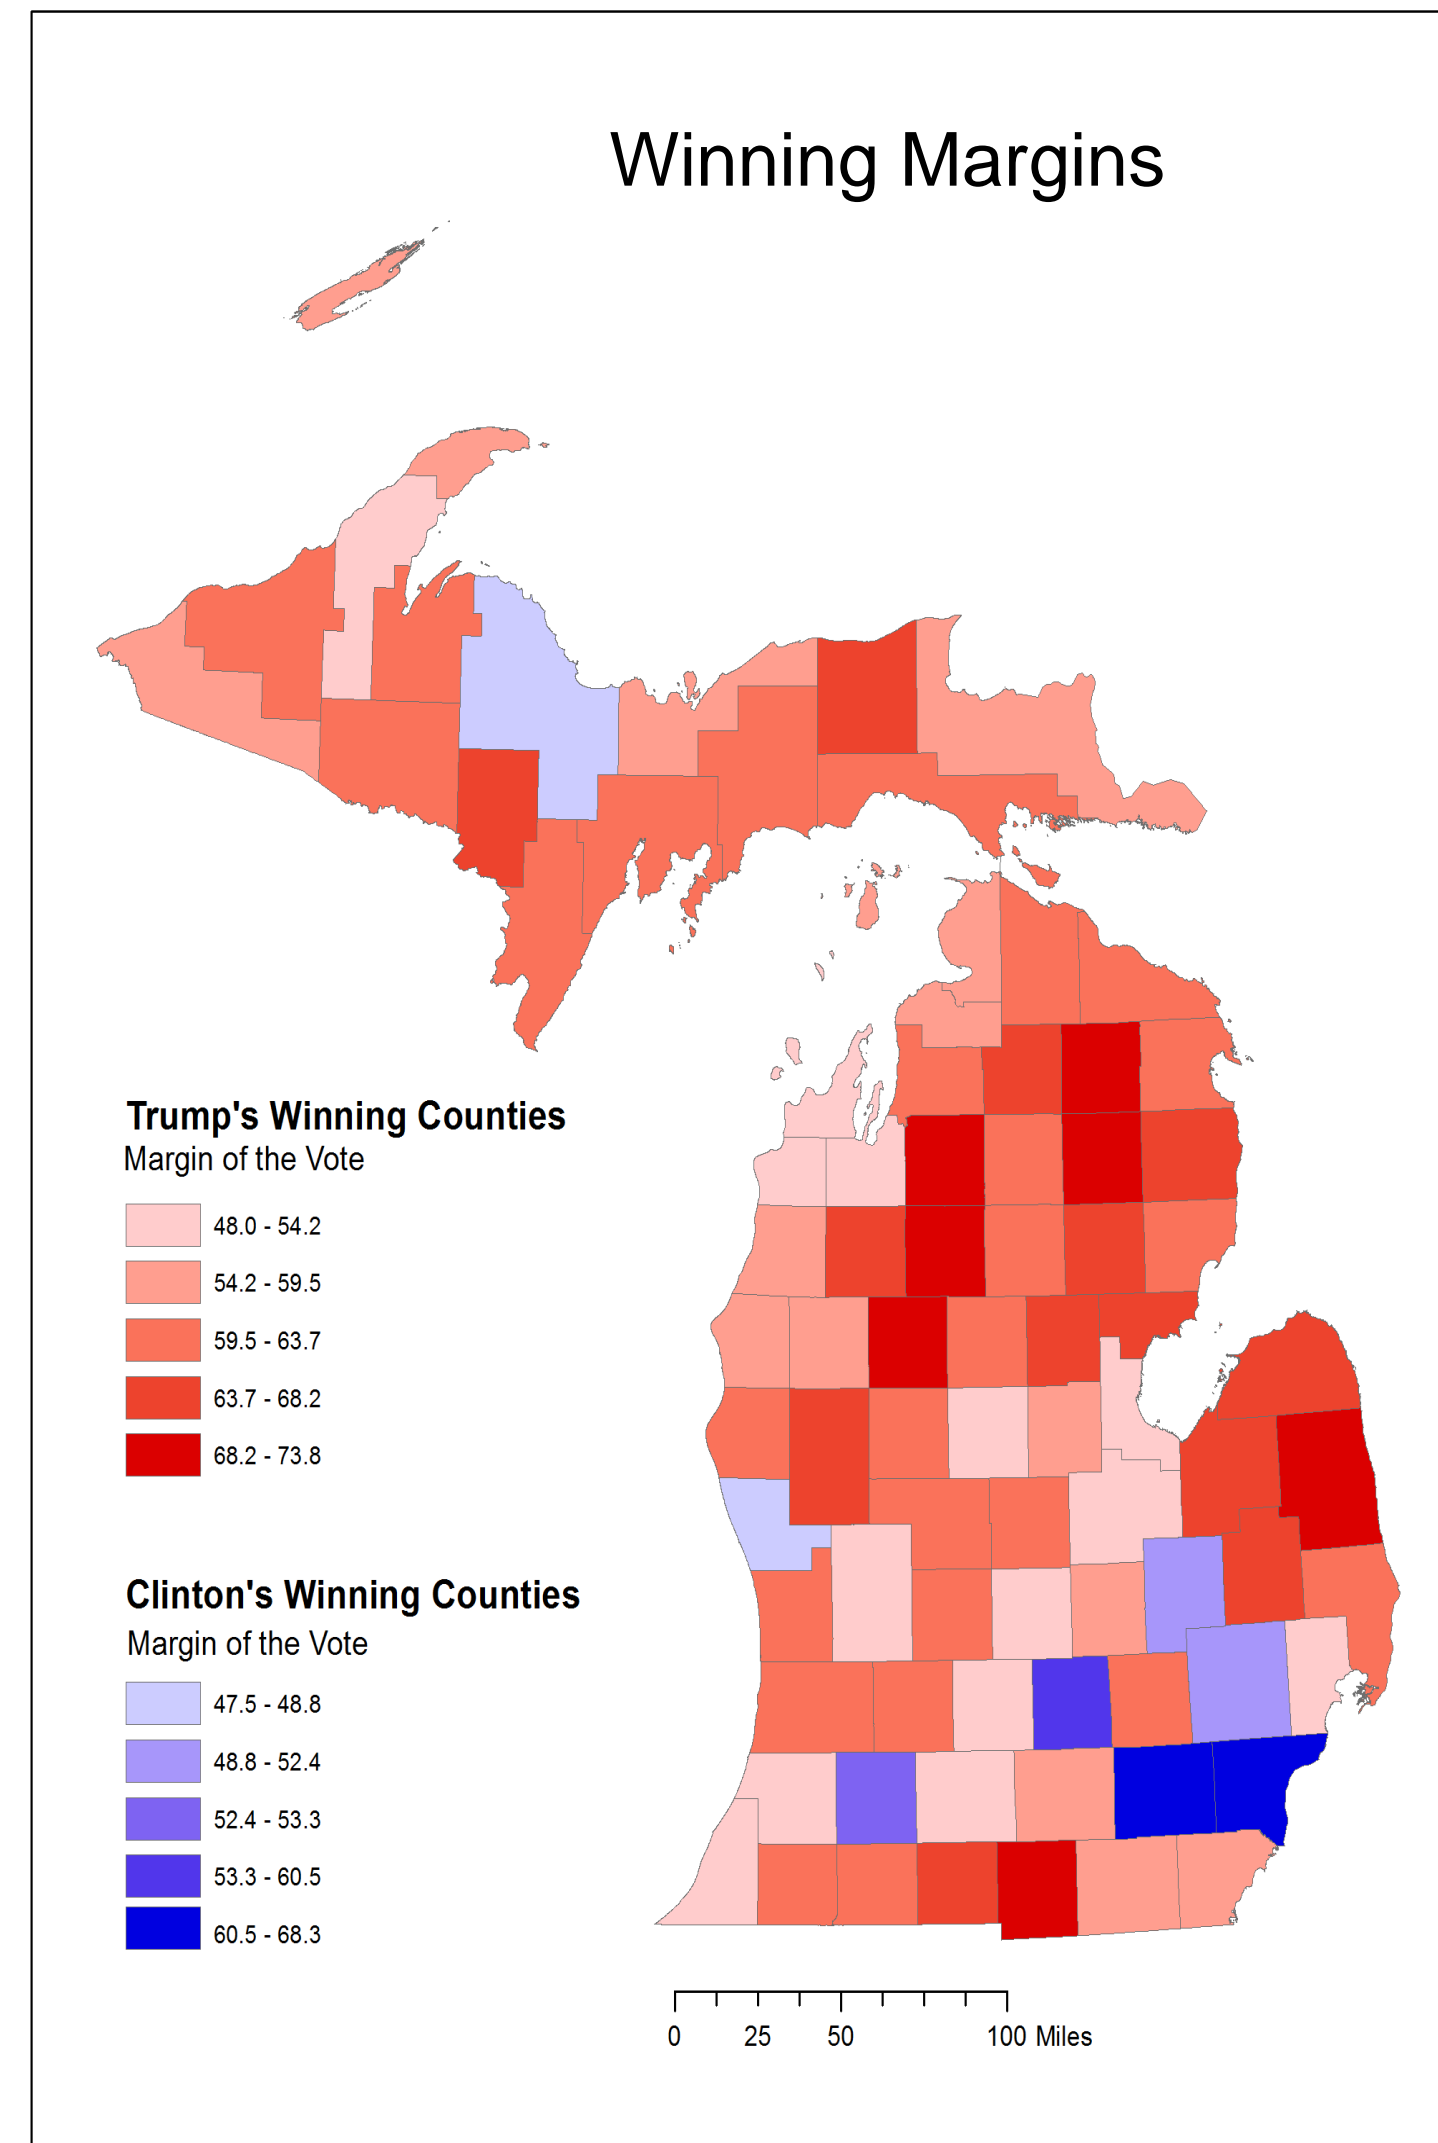 Winning Margins
Trump's Winning Counties
Margin of the Vote
48.0 - 54.2
54.2 - 59.5
59.5 - 63.7
63.7 - 68.2
68.2 - 73.8
Clinton's Winning Counties
Margin of the Vote
47.5 - 48.8
48.8 - 52.4
52.4 - 53.3
53.3 - 60.5
60.5 - 68.3
0 25 50 100 Miles